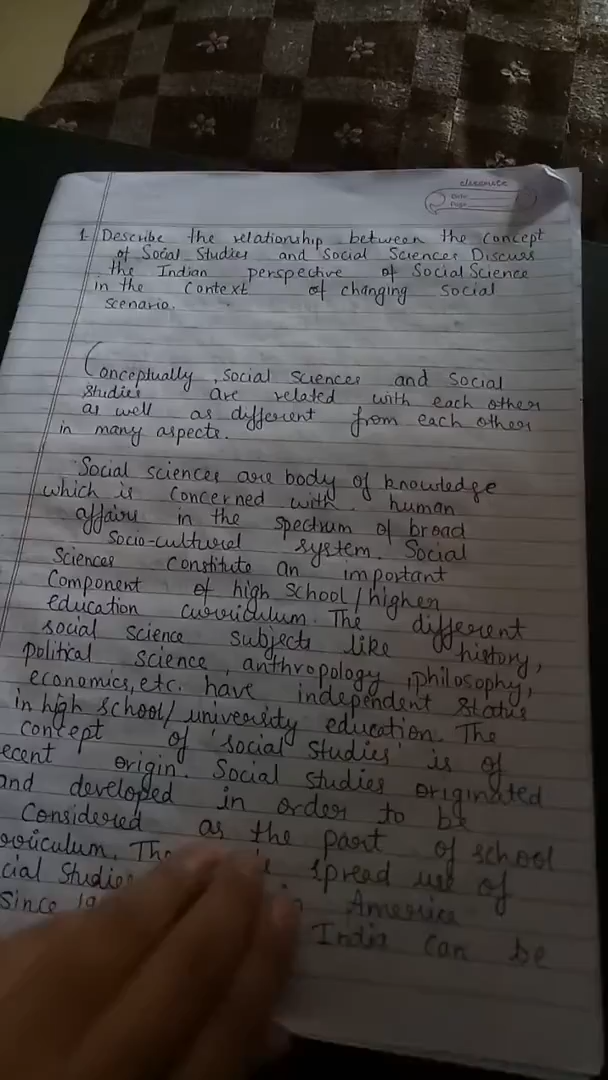 classmate
Date
Page
1. Describe the relationship between the concept
of Social Studies and Social Sciences Discuss
the Indian perspective of Social Science
in the context of changing social
scenario.
Conceptually, social sciences and social
studies are related with each other
as well as different from each other
in many aspects.
Social sciences are body of knowledge
which is concerned with human
affairs in the spectrum of broad
socio-cultural system. Social
Sciences constitute an important
component of high school/higher
education curriculum. The different
social science subjects like history,
political science, anthropology, philosophy,
economics, etc. have independent status
in high school/university education. The
concept of 'social studies' is of
ecent origin. Social studies originated
and developed in order to be
considered as the part of school
The spread use of
cial Studies in America
since India can be